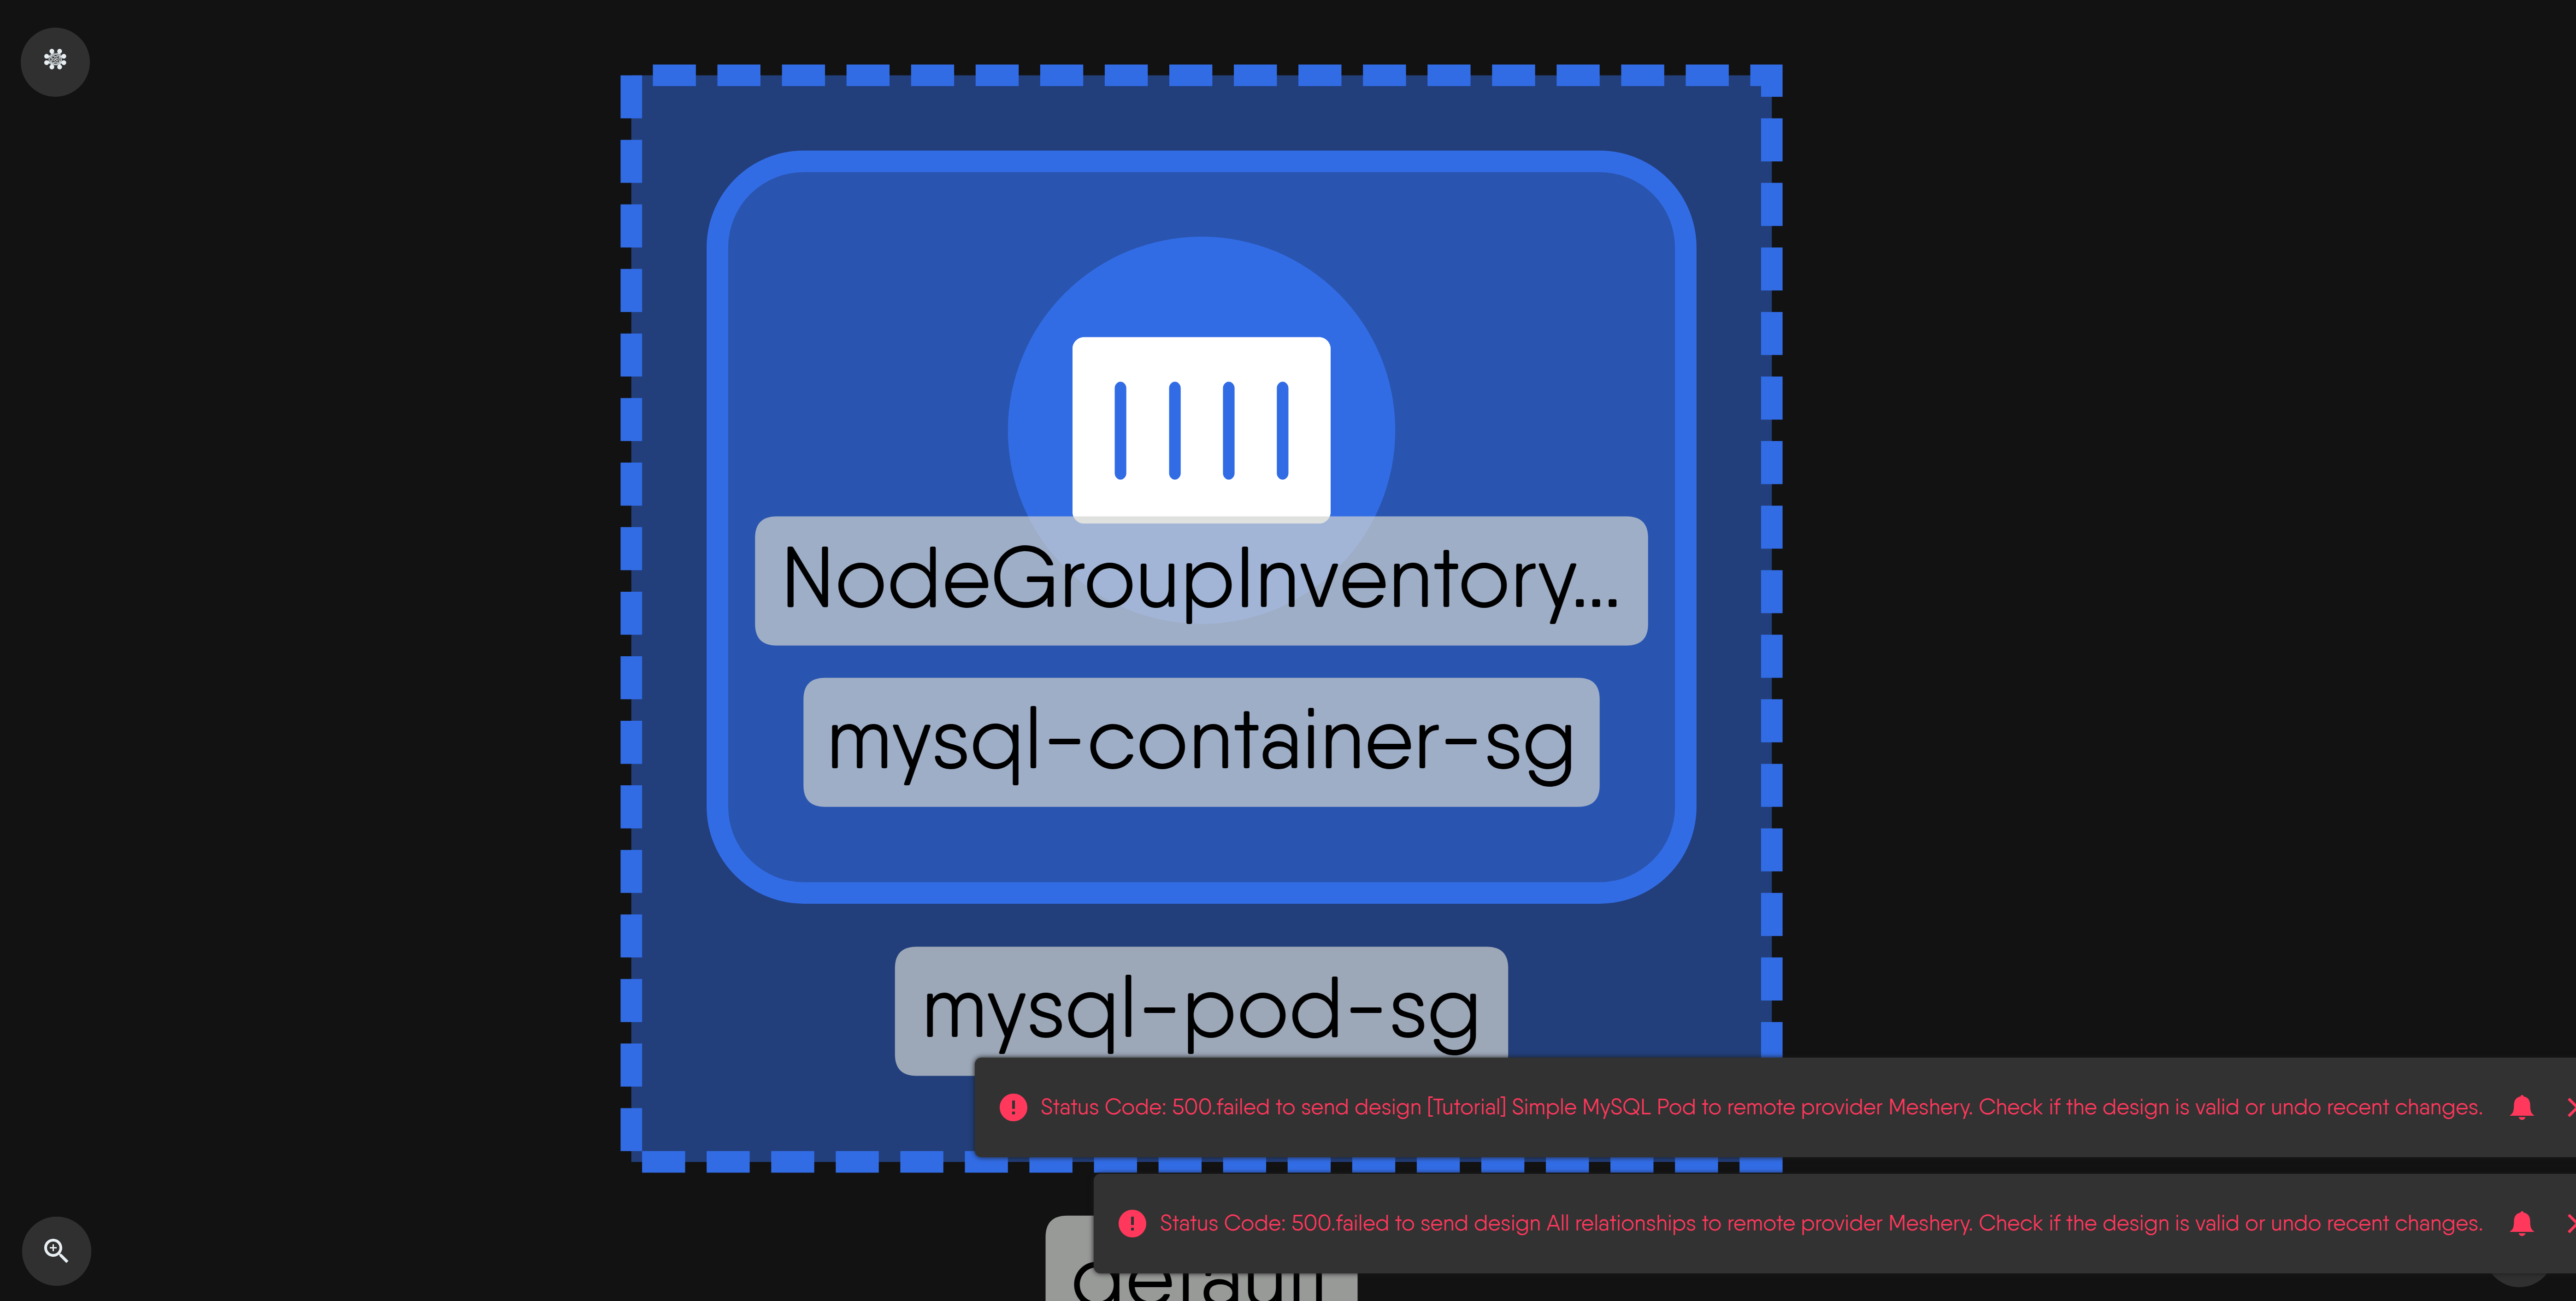 NodeGroupInventory...
mysql-container-sg
mysql-pod-sg
Status Code: 500.failed to send design [Tutorial] Simple MySQL Pod to remote provider Meshery. Check if the design is valid or undo recent changes.
Status Code: 500.failed to send design All relationships to remote provider Meshery. Check if the design is valid or undo recent changes.
default